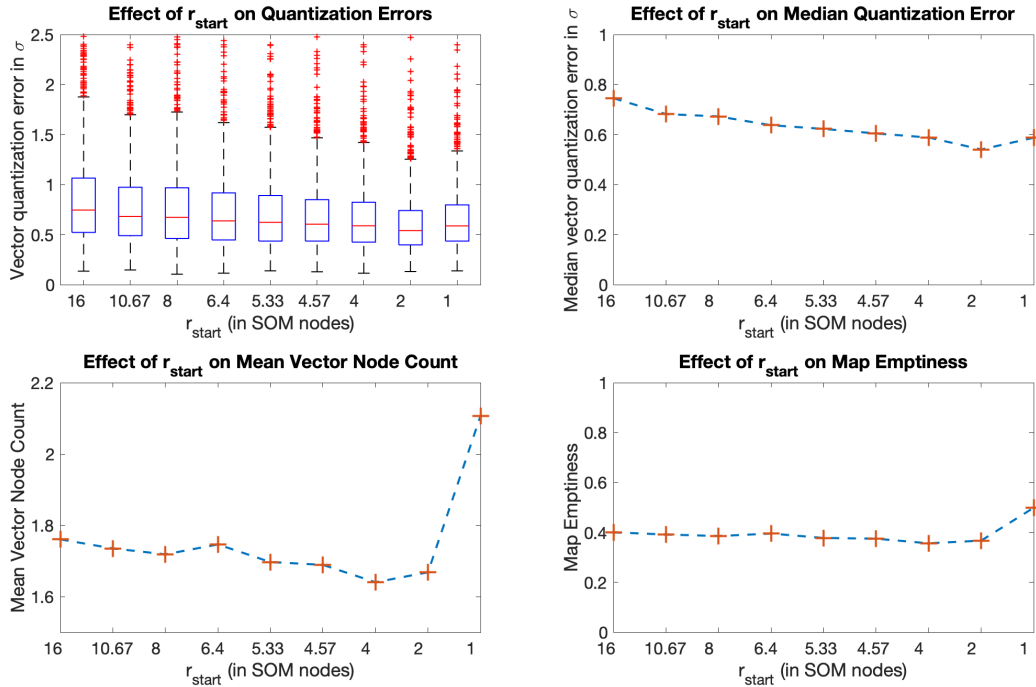 Effect of r_start on Quantization Errors
Vector quantization error in σ
2.5
2
1.5
1
0.5
0
16 10.67 8 6.4 5.33 4.57 4 2 1
r_start (in SOM nodes)
Effect of r_start on Median Quantization Error
Median vector quantization error in σ
1
0.8
0.6
0.4
0.2
0
16 10.67 8 6.4 5.33 4.57 4 2 1
r_start (in SOM nodes)
Effect of r_start on Mean Vector Node Count
Mean Vector Node Count
2.2
2
1.8
1.6
16 10.67 8 6.4 5.33 4.57 4 2 1
r_start (in SOM nodes)
Effect of r_start on Map Emptiness
Map Emptiness
1
0.8
0.6
0.4
0.2
0
16 10.67 8 6.4 5.33 4.57 4 2 1
r_start (in SOM nodes)